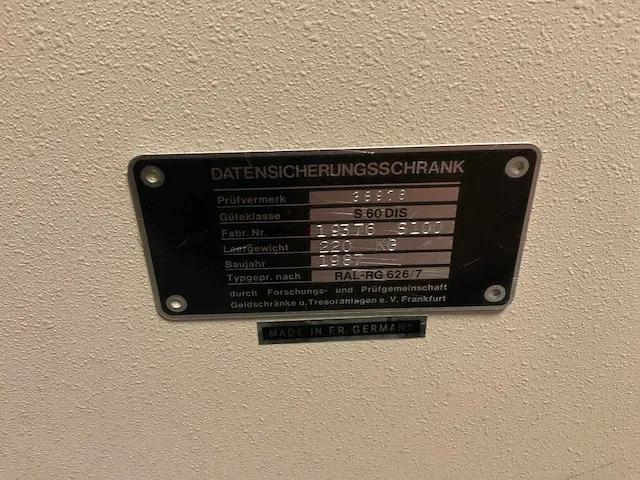 DATENSICHERUNGSSCHRANK
Prüfvermerk
Güteklasse S 60 DIS
Fabr. Nr. 19376 S100
Leergewicht 220 KG
Baujahr 1987
Typgepr. nach RAL-RG 626/7
durch Forschungs- und Prüfgemeinschaft
Geldschränke u. Tresoranlagen e. V. Frankfurt
MADE IN F.R. GERMANY